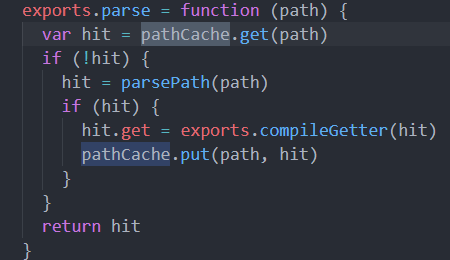 exports.parse = function (path) {
  var hit = pathCache.get(path)
  if (!hit) {
    hit = parsePath(path)
    if (hit) {
      hit.get = exports.compileGetter(hit)
      pathCache.put(path, hit)
    }
  }
  return hit
}